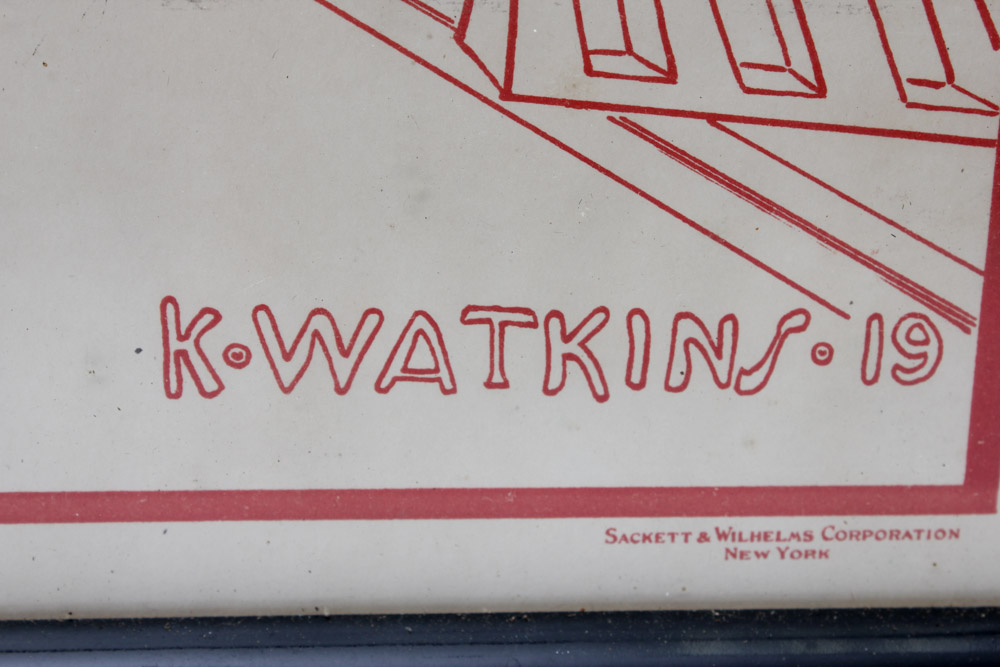 K·WATKINS·19
SACKETT & WILHELMS CORPORATION
NEW YORK